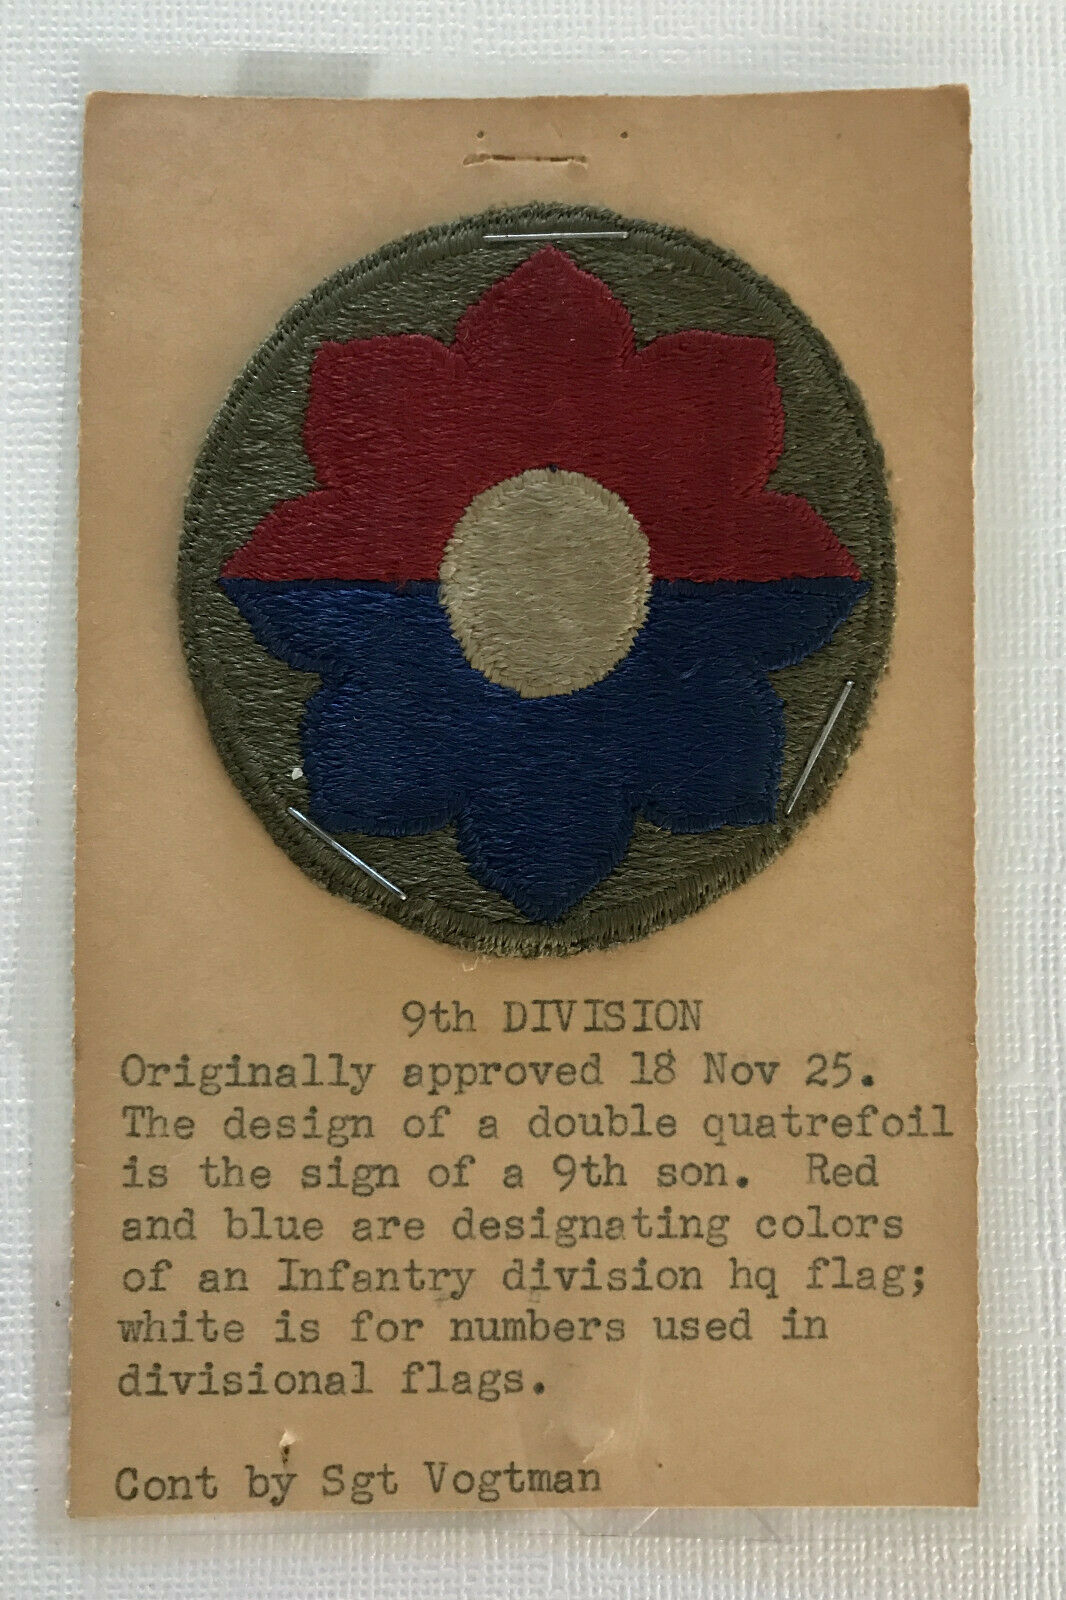 9th DIVISION
Originally approved 18 Nov 25.
The design of a double quatrefoil
is the sign of a 9th son.  Red
and blue are designating colors
of an Infantry division hq flag;
white is for numbers used in
divisional flags.
Cont by Sgt Vogtman